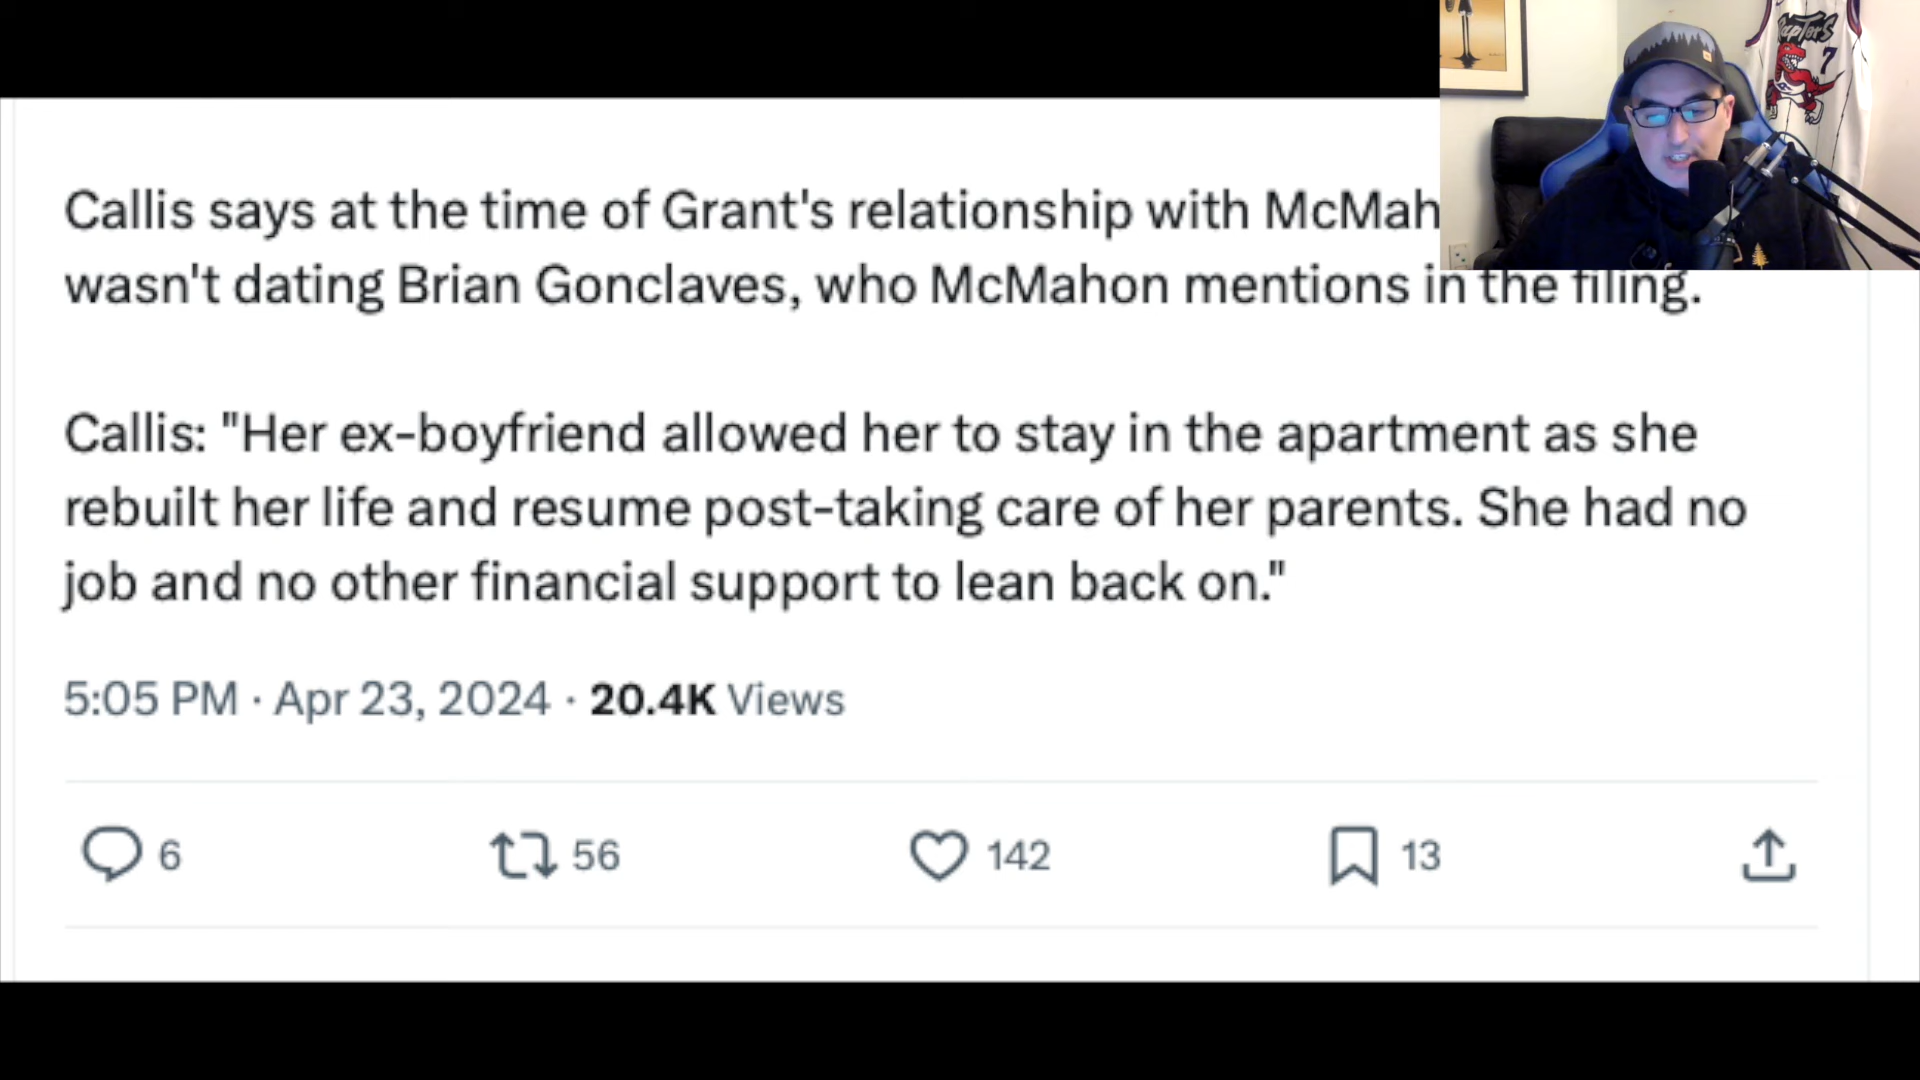 Callis says at the time of Grant's relationship with McMah
wasn't dating Brian Gonclaves, who McMahon mentions in the filing.
Callis: "Her ex-boyfriend allowed her to stay in the apartment as she
rebuilt her life and resume post-taking care of her parents. She had no
job and no other financial support to lean back on."
5:05 PM · Apr 23, 2024 · 20.4K Views
6 56 142 13
RAPTORS
7